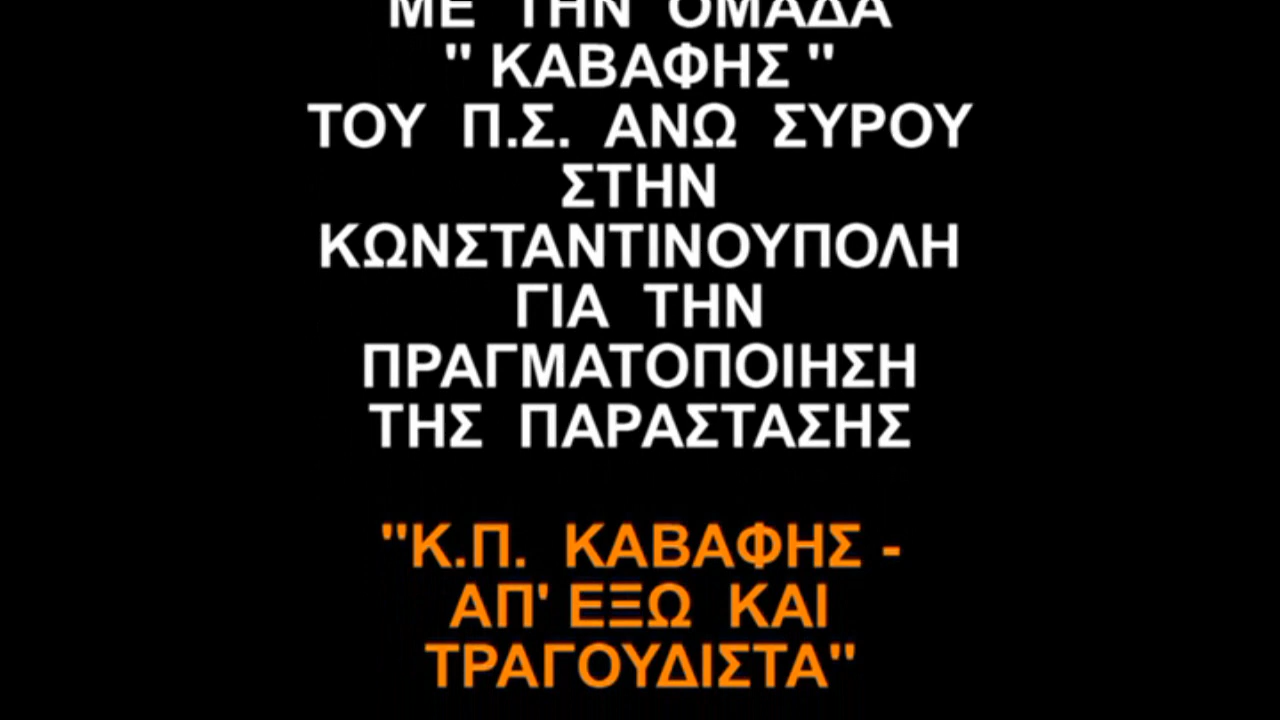 ΜΕ ΤΗΝ ΟΜΑΔΑ
" ΚΑΒΑΦΗΣ "
ΤΟΥ Π.Σ. ΑΝΩ ΣΥΡΟΥ
ΣΤΗΝ
ΚΩΝΣΤΑΝΤΙΝΟΥΠΟΛΗ
ΓΙΑ ΤΗΝ
ΠΡΑΓΜΑΤΟΠΟΙΗΣΗ
ΤΗΣ ΠΑΡΑΣΤΑΣΗΣ
"Κ.Π. ΚΑΒΑΦΗΣ -
ΑΠ' ΕΞΩ ΚΑΙ
ΤΡΑΓΟΥΔΙΣΤΑ"